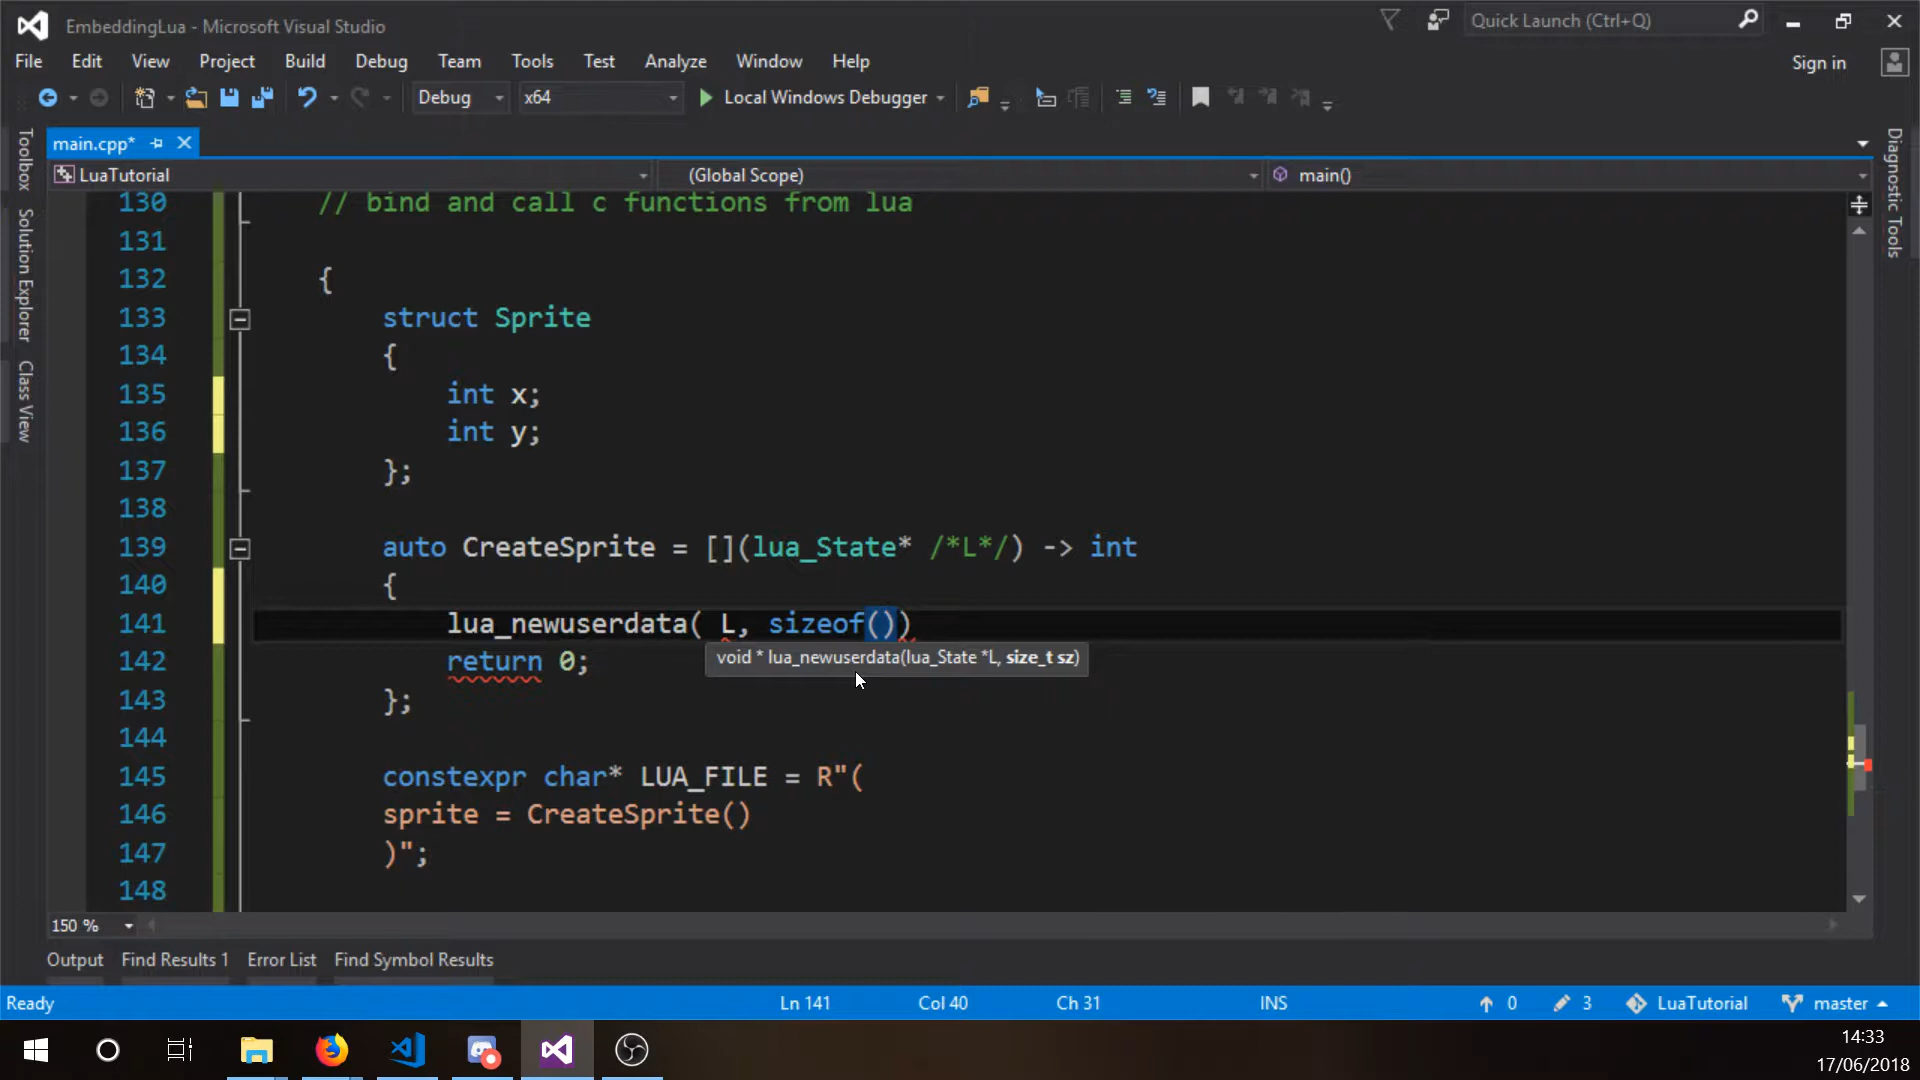 EmbeddingLua - Microsoft Visual Studio
Quick Launch (Ctrl+Q)
File Edit View Project Build Debug Team Tools Test Analyze Window Help
Sign in
Debug x64 Local Windows Debugger
Toolbox
Solution Explorer
Class View
Diagnostic Tools
main.cpp*
LuaTutorial (Global Scope) main()
130 // bind and call c functions from lua
131
132 {
133 struct Sprite
134 {
135 int x;
136 int y;
137 };
138
139 auto CreateSprite = [](lua_State* /*L*/) -> int
140 {
141 lua_newuserdata( L, sizeof())
void * lua_newuserdata(lua_State *L, size_t sz)
142 return 0;
143 };
144
145 constexpr char* LUA_FILE = R"(
146 sprite = CreateSprite()
147 )";
148
150 %
Output Find Results 1 Error List Find Symbol Results
Ready Ln 141 Col 40 Ch 31 INS 0 3 LuaTutorial master
14:33
17/06/2018